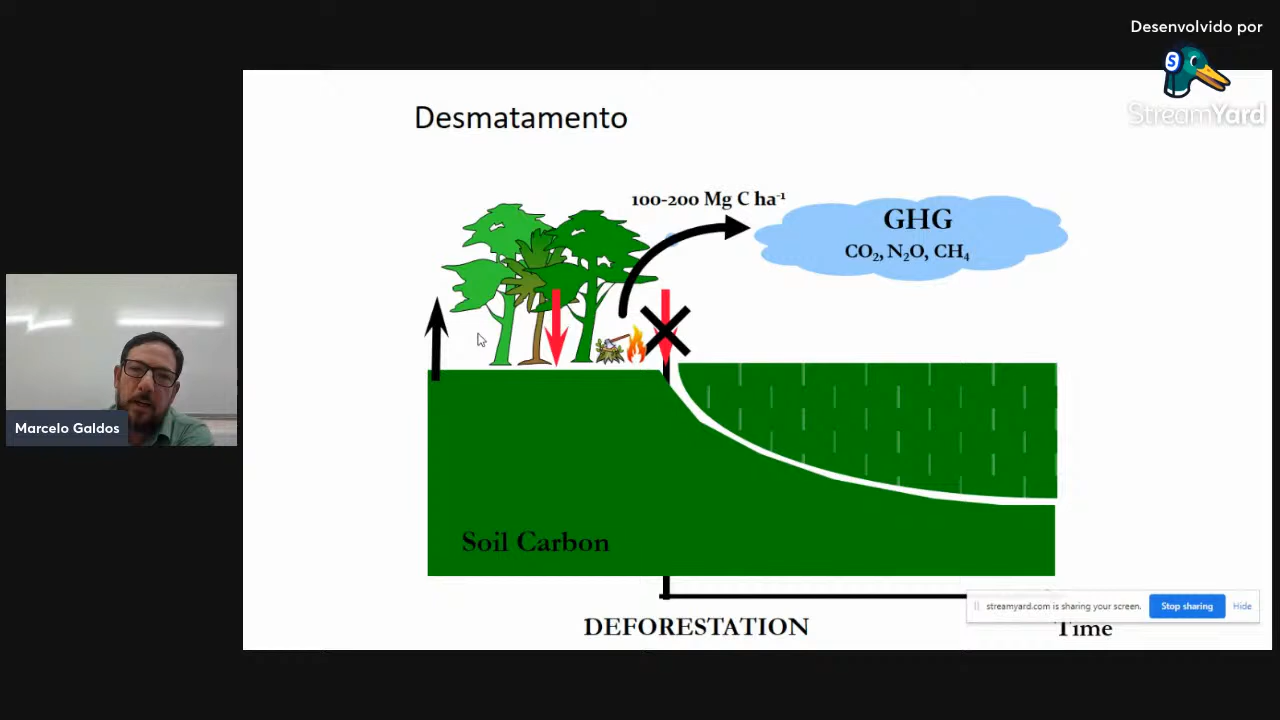 Desenvolvido por
S
StreamYard
Desmatamento
100-200 Mg C ha⁻¹
GHG
CO₂, N₂O, CH₄
Marcelo Galdos
Soil Carbon
streamyard.com is sharing your screen.
Stop sharing
Hide
DEFORESTATION
Time